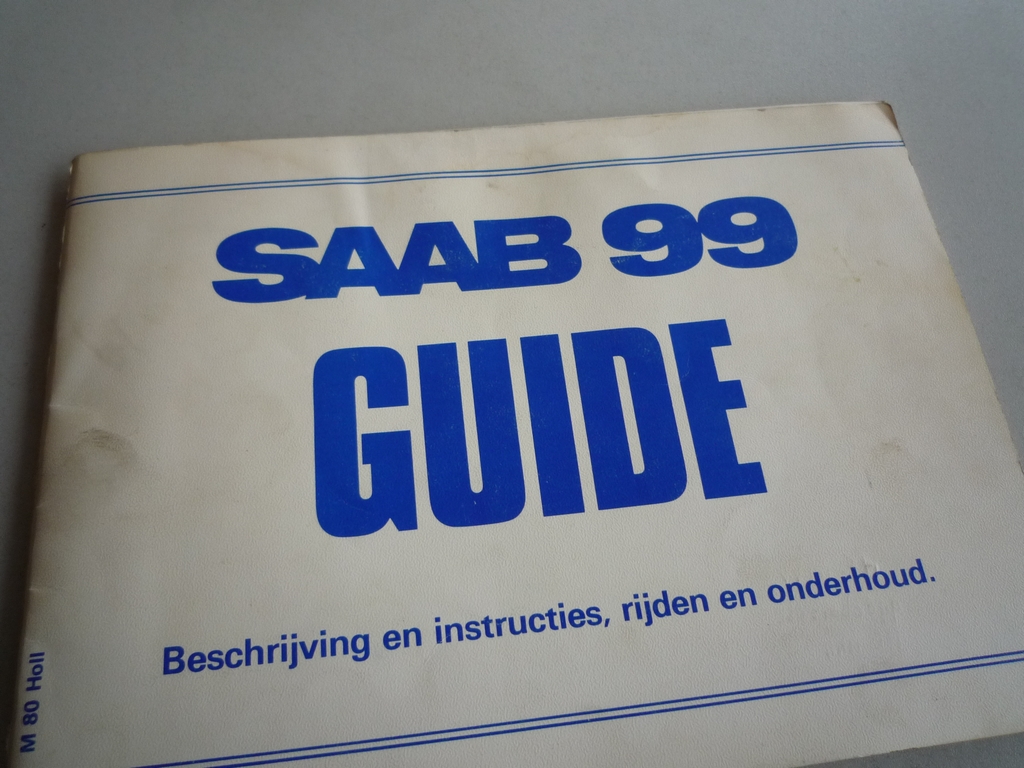 SAAB 99
GUIDE
Beschrijving en instructies, rijden en onderhoud.
M 80 Holl